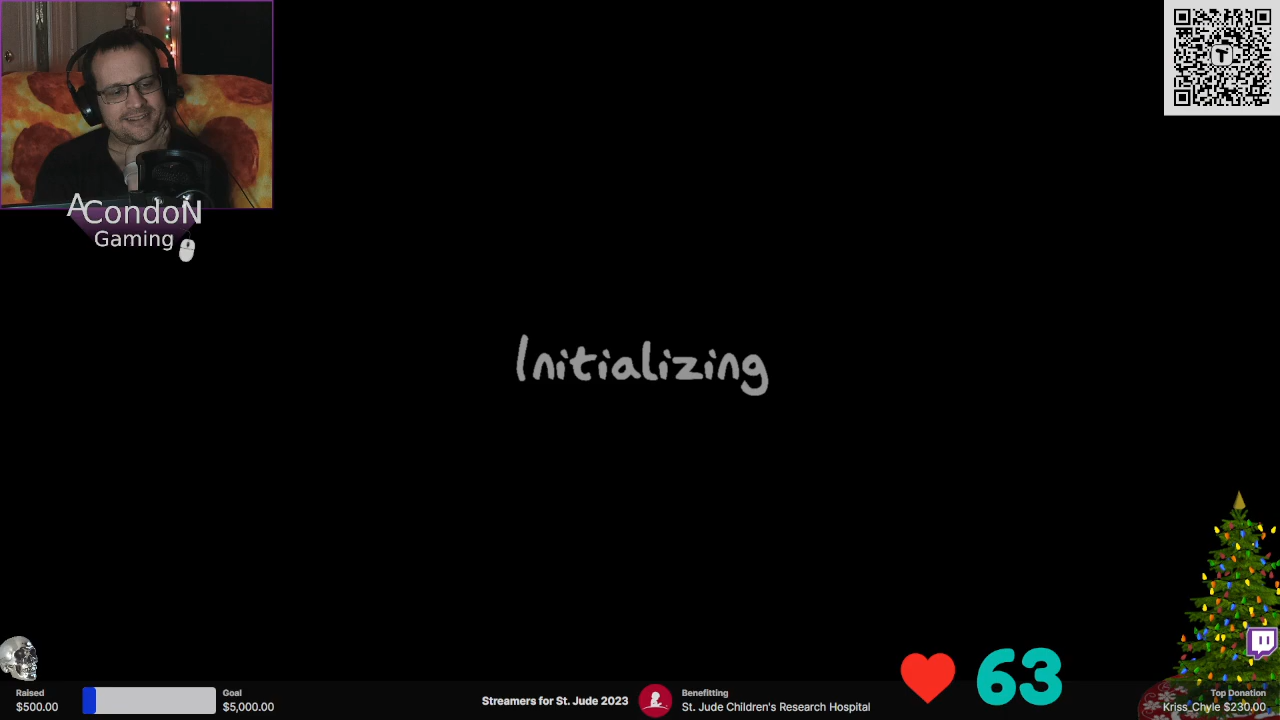 ACondoN
Gaming
Initializing
63
Raised
$500.00
Goal
$5,000.00
Streamers for St. Jude 2023
Benefitting
St. Jude Children's Research Hospital
Top Donation
Kriss_Chyle $230.00